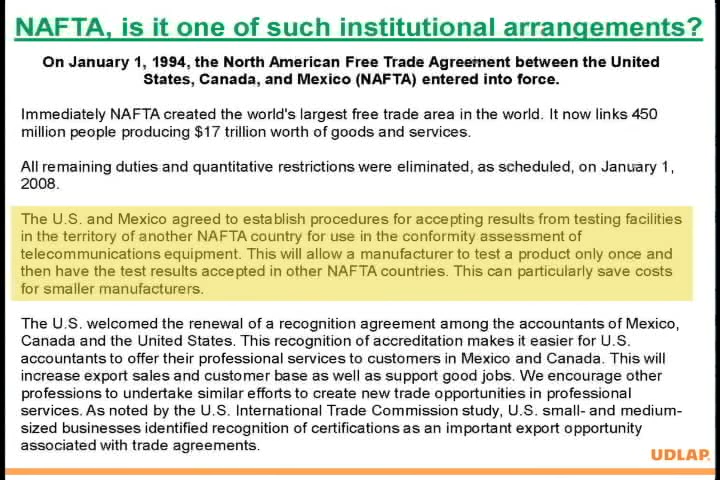 NAFTA, is it one of such institutional arrangements?
On January 1, 1994, the North American Free Trade Agreement between the United
States, Canada, and Mexico (NAFTA) entered into force.
Immediately NAFTA created the world's largest free trade area in the world. It now links 450
million people producing $17 trillion worth of goods and services.
All remaining duties and quantitative restrictions were eliminated, as scheduled, on January 1,
2008.
The U.S. and Mexico agreed to establish procedures for accepting results from testing facilities
in the territory of another NAFTA country for use in the conformity assessment of
telecommunications equipment. This will allow a manufacturer to test a product only once and
then have the test results accepted in other NAFTA countries. This can particularly save costs
for smaller manufacturers.
The U.S. welcomed the renewal of a recognition agreement among the accountants of Mexico,
Canada and the United States. This recognition of accreditation makes it easier for U.S.
accountants to offer their professional services to customers in Mexico and Canada. This will
increase export sales and customer base as well as support good jobs. We encourage other
professions to undertake similar efforts to create new trade opportunities in professional
services. As noted by the U.S. International Trade Commission study, U.S. small- and medium-
sized businesses identified recognition of certifications as an important export opportunity
associated with trade agreements.
UDLAP.